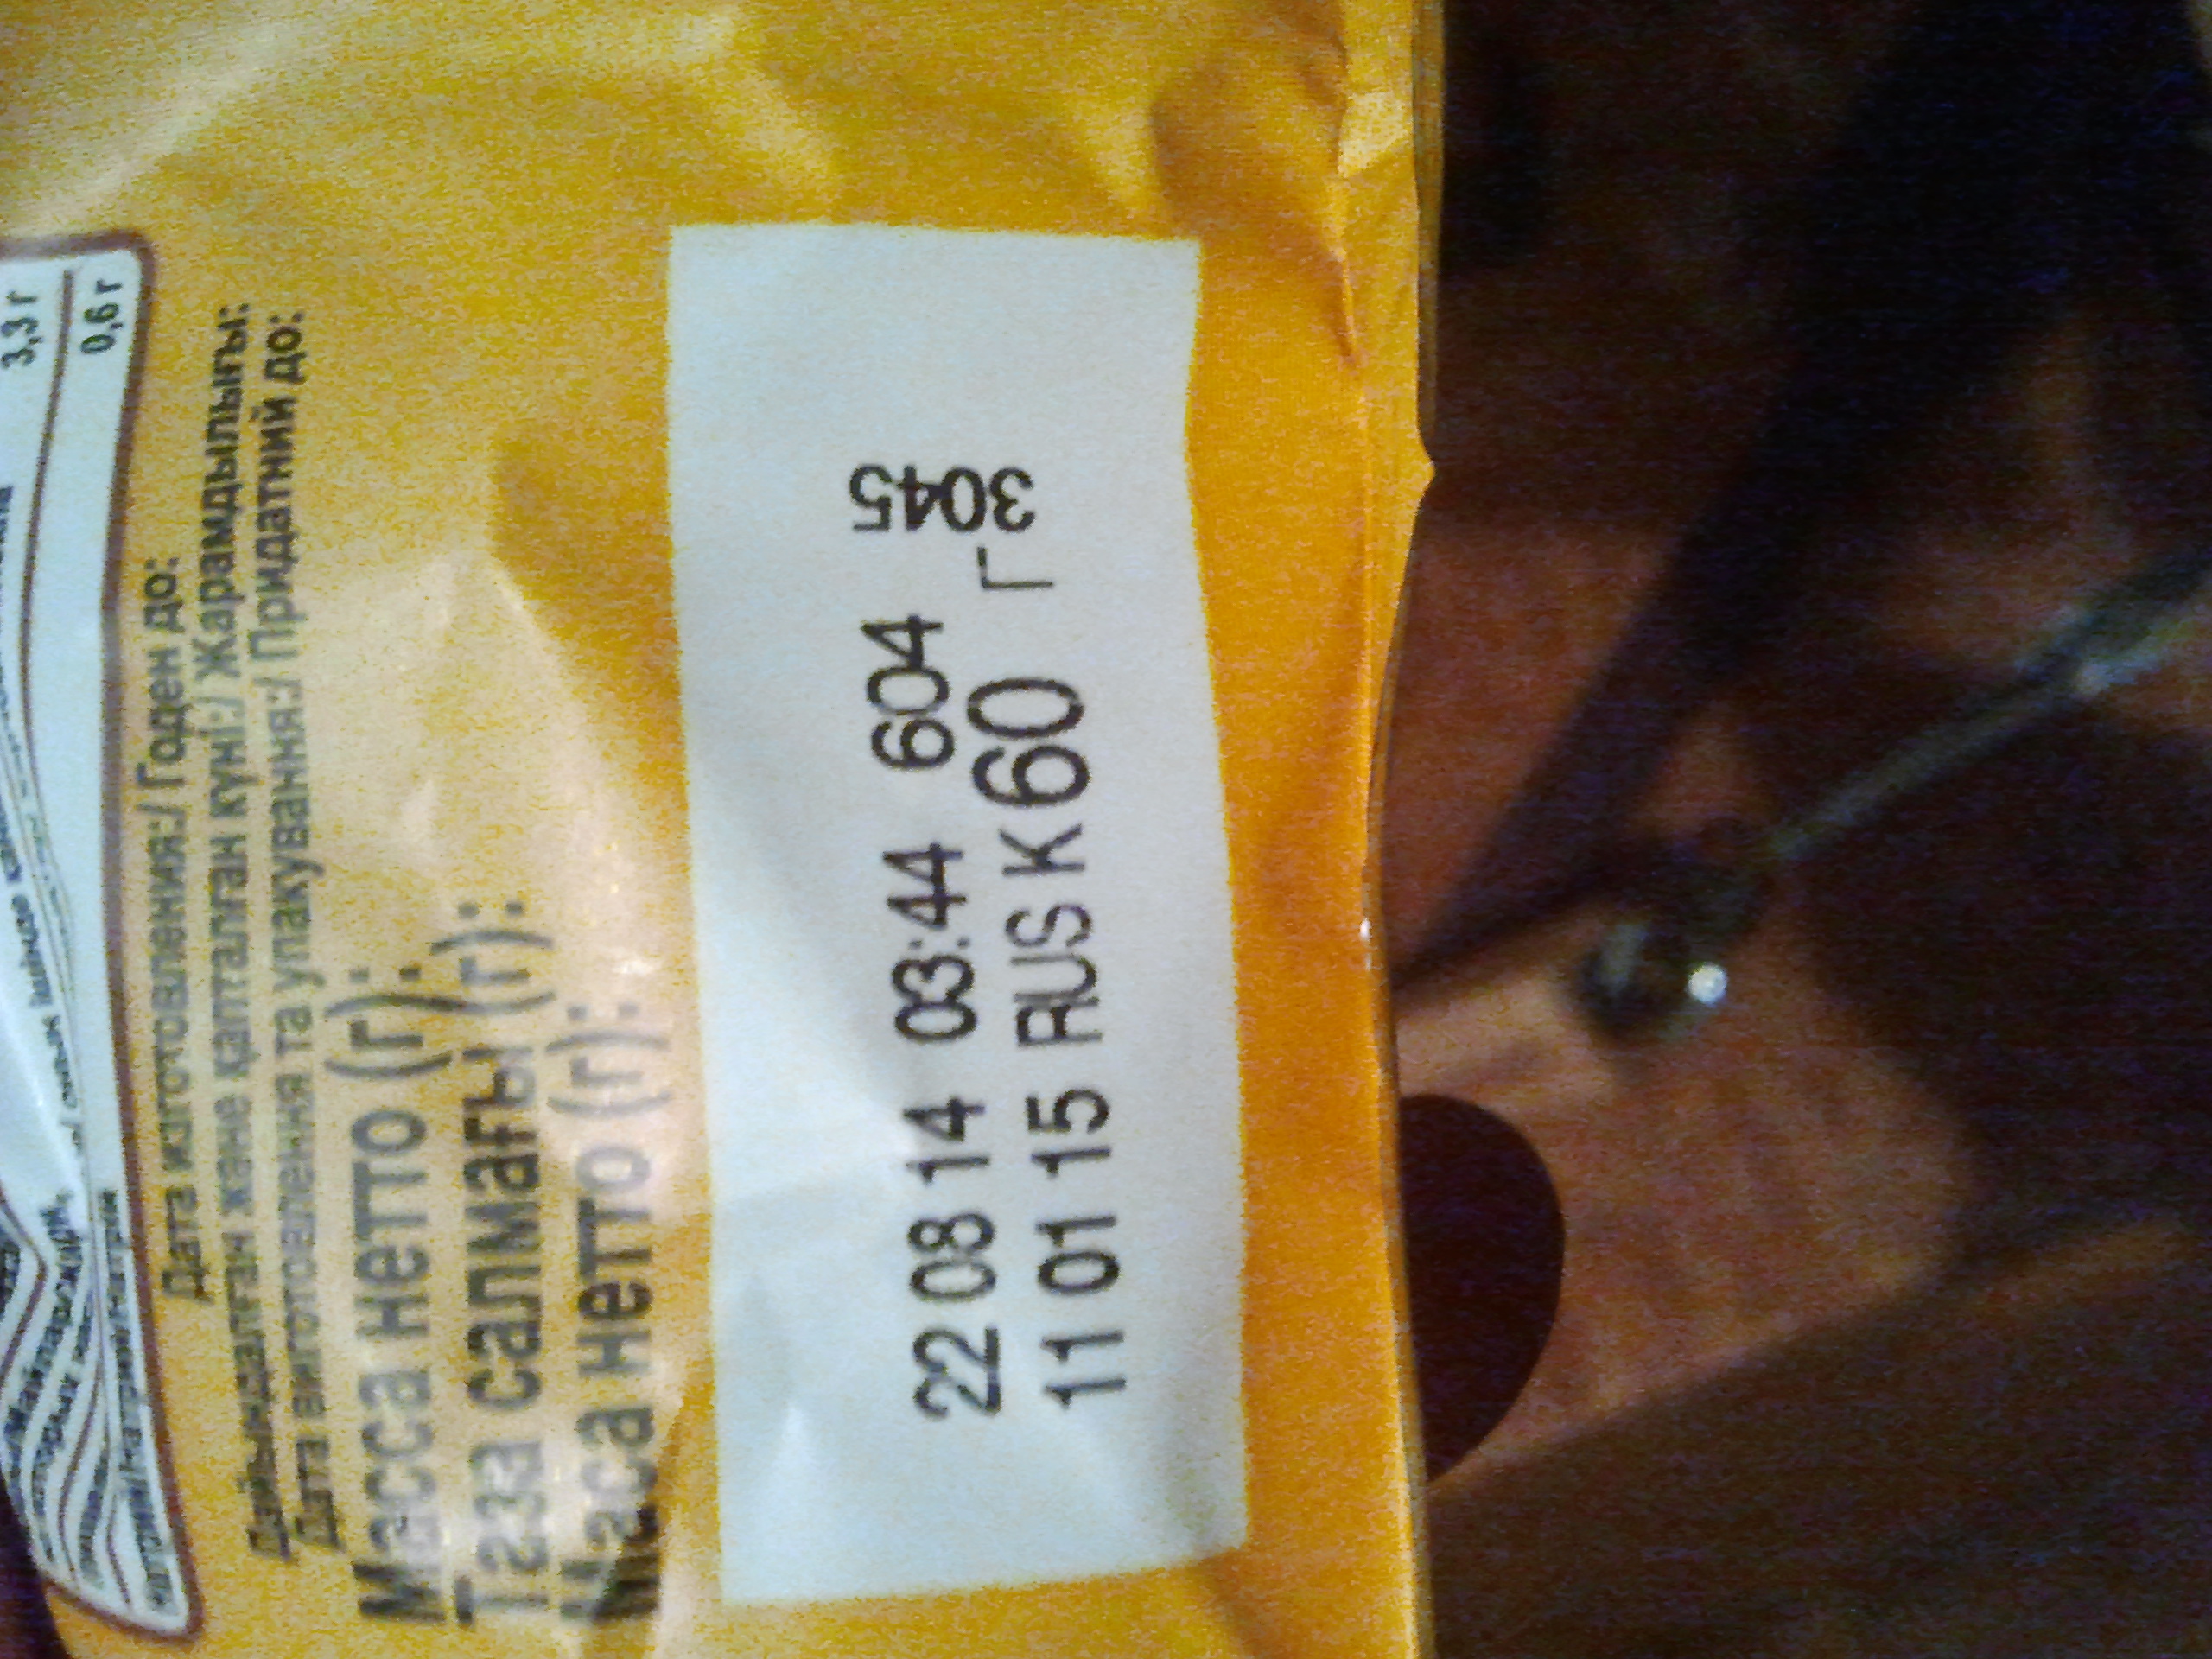 3,3 г
0,6 г
Дата изготовления:/ Годен до:
Дайындалған және қапталған күні:/ Жарамдылығы:
Дата виготовлення та упакування:/ Придатний до:
Масса нетто (г):
Таза салмағы (г):
Маса нетто (г):
22 08 14 03:44 604 3045
11 01 15 RUS K 60 Г